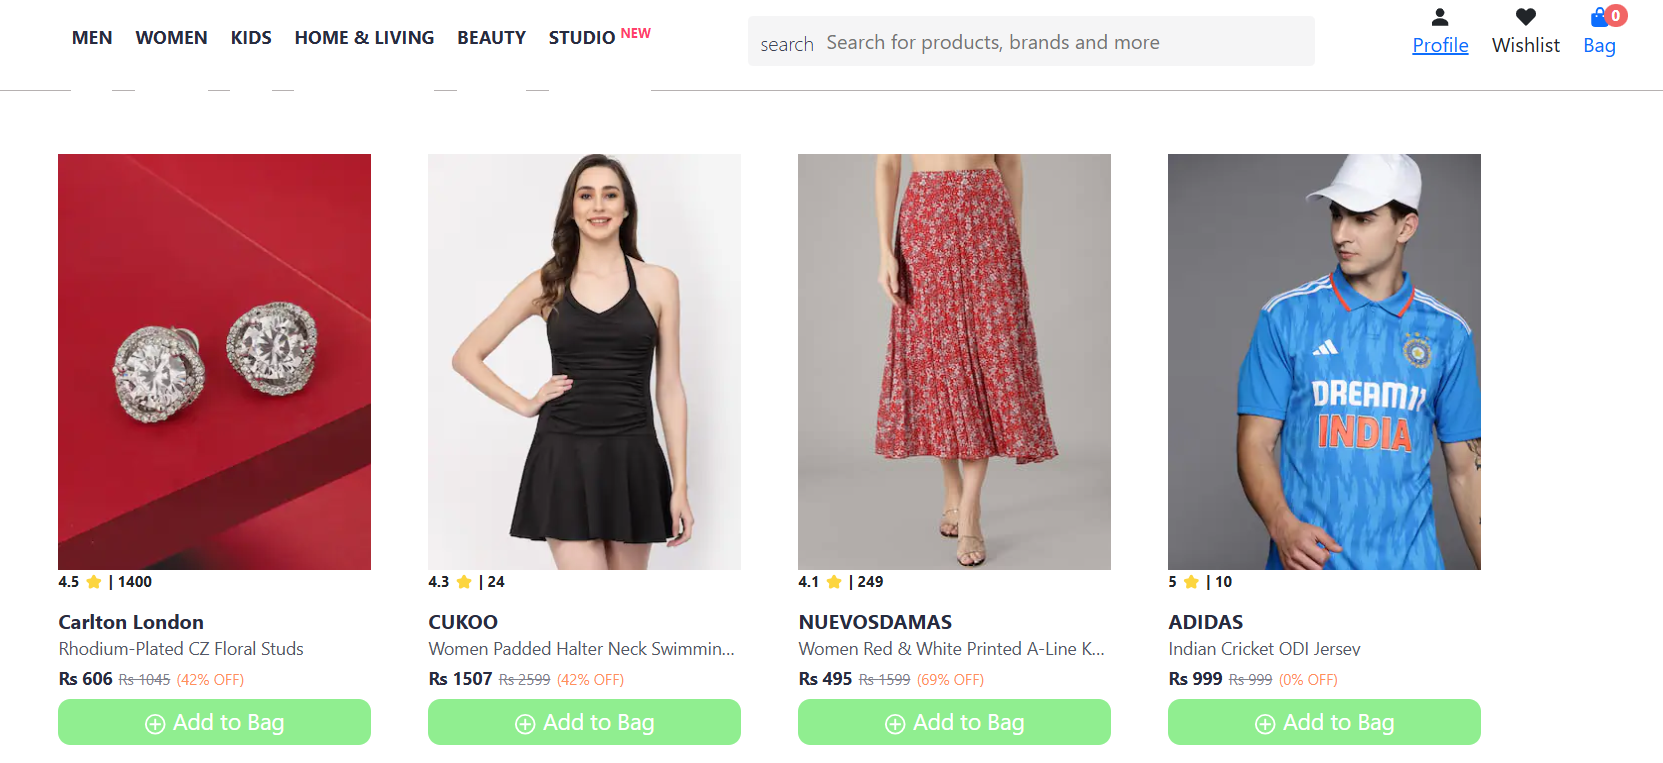 MEN WOMEN KIDS HOME & LIVING BEAUTY STUDIO NEW
search Search for products, brands and more
Profile Wishlist Bag 0
DREAM11
INDIA
4.5 | 1400
Carlton London
Rhodium-Plated CZ Floral Studs
Rs 606 Rs 1045 (42% OFF)
Add to Bag
4.3 | 24
CUKOO
Women Padded Halter Neck Swimmin...
Rs 1507 Rs 2599 (42% OFF)
Add to Bag
4.1 | 249
NUEVOSDAMAS
Women Red & White Printed A-Line K...
Rs 495 Rs 1599 (69% OFF)
Add to Bag
5 | 10
ADIDAS
Indian Cricket ODI Jersey
Rs 999 Rs 999 (0% OFF)
Add to Bag